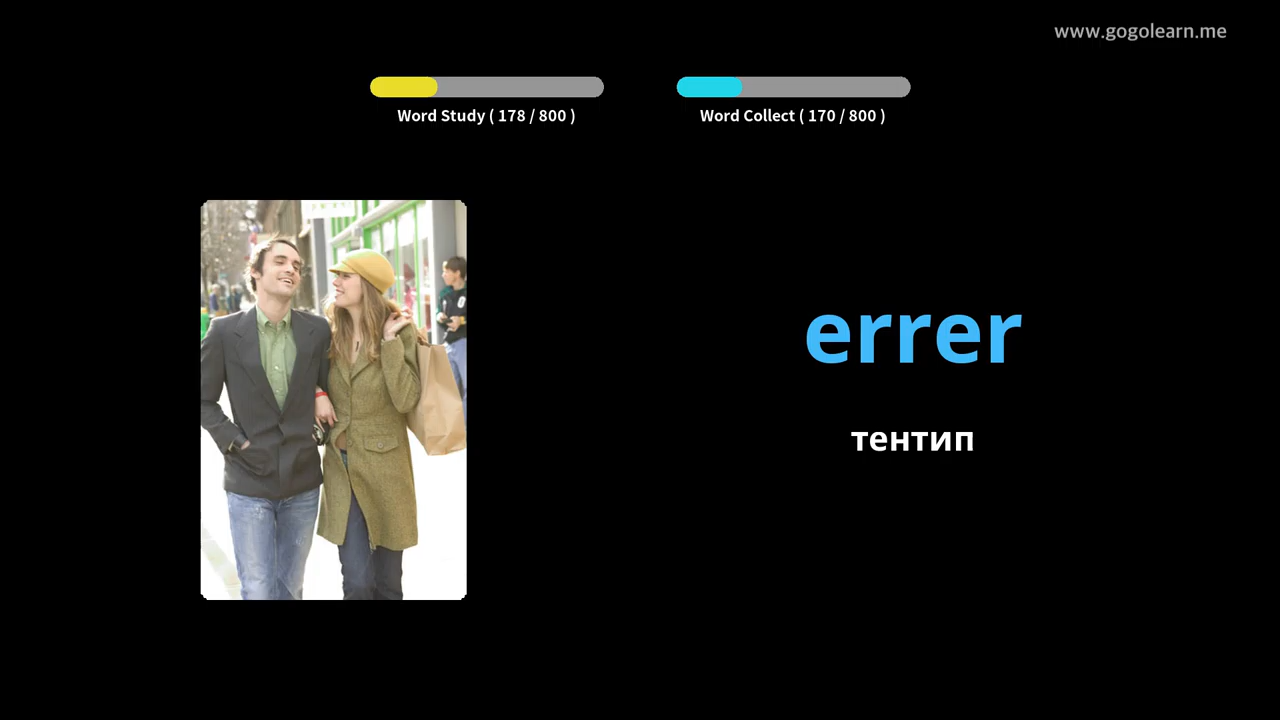 www.gogolearn.me
Word Study ( 178 / 800 )
Word Collect ( 170 / 800 )
errer
тентип